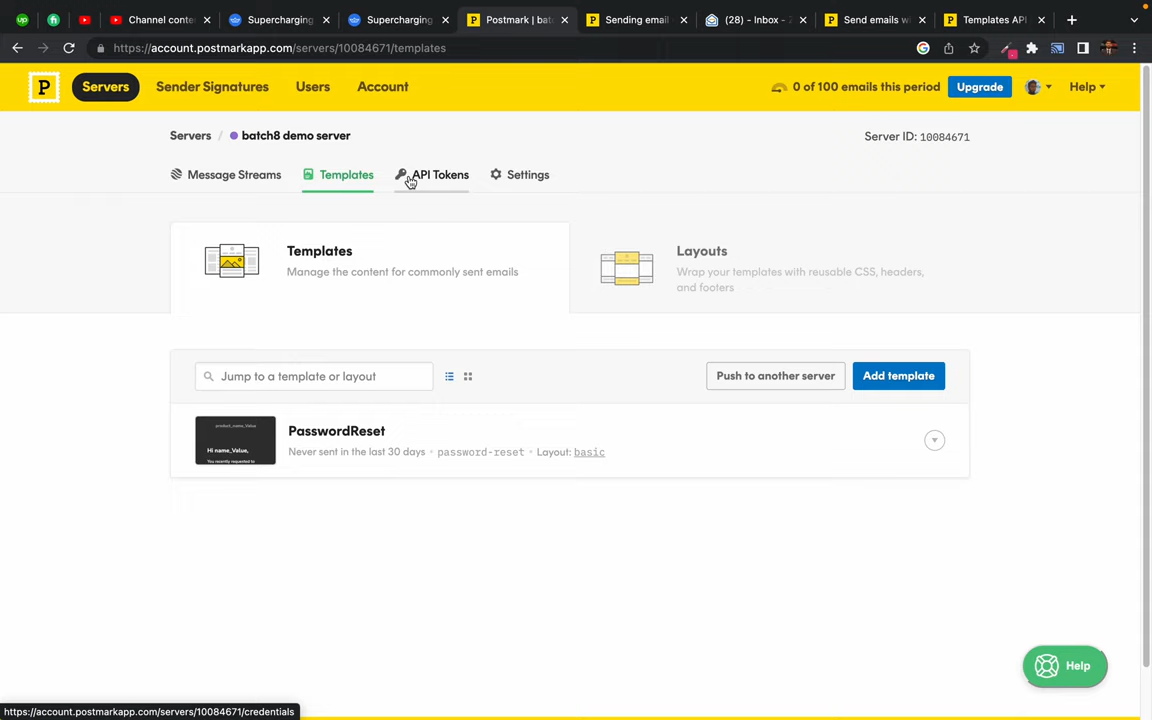 Channel conte
Supercharging
Supercharging
Postmark | bat
Sending email
(28) - Inbox - Z
Send emails w
Templates API
https://account.postmarkapp.com/servers/10084671/templates
P
Servers
Sender Signatures
Users
Account
0 of 100 emails this period
Upgrade
Help
Servers / batch8 demo server
Server ID: 10084671
Message Streams
Templates
API Tokens
Settings
Templates
Manage the content for commonly sent emails
Layouts
Wrap your templates with reusable CSS, headers,
and footers
Jump to a template or layout
Push to another server
Add template
product_name_Value
Hi name_Value,
You recently requested to
PasswordReset
Never sent in the last 30 days • password-reset • Layout: basic
Help
https://account.postmarkapp.com/servers/10084671/credentials